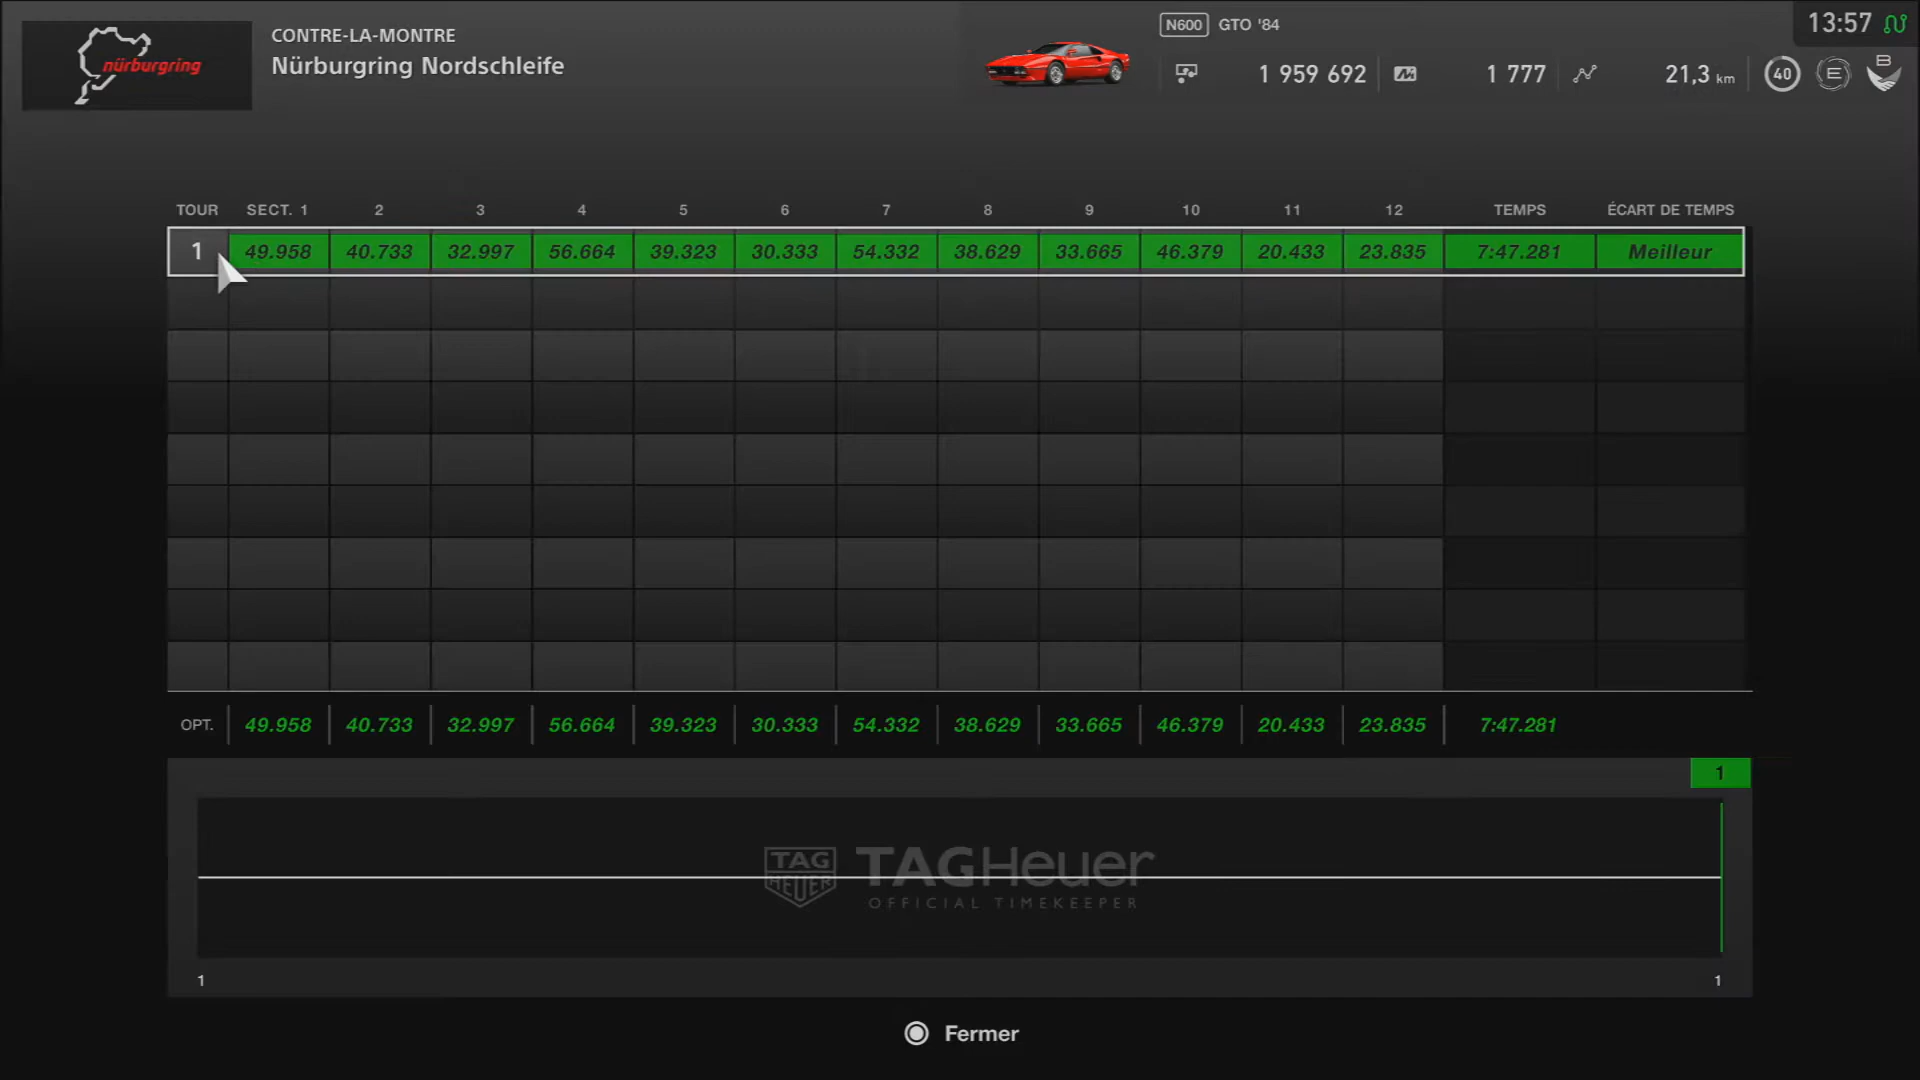 nürburgring
CONTRE-LA-MONTRE
Nürburgring Nordschleife
N600 GTO '84
1 959 692 1 777 21,3 km 40 E B
13:57
TOUR SECT. 1 2 3 4 5 6 7 8 9 10 11 12 TEMPS ÉCART DE TEMPS
1 49.958 40.733 32.997 56.664 39.323 30.333 54.332 38.629 33.665 46.379 20.433 23.835 7:47.281 Meilleur
OPT. 49.958 40.733 32.997 56.664 39.323 30.333 54.332 38.629 33.665 46.379 20.433 23.835 7:47.281
1
TAG HEUER
TAGHeuer
OFFICIAL TIMEKEEPER
1 1
Fermer